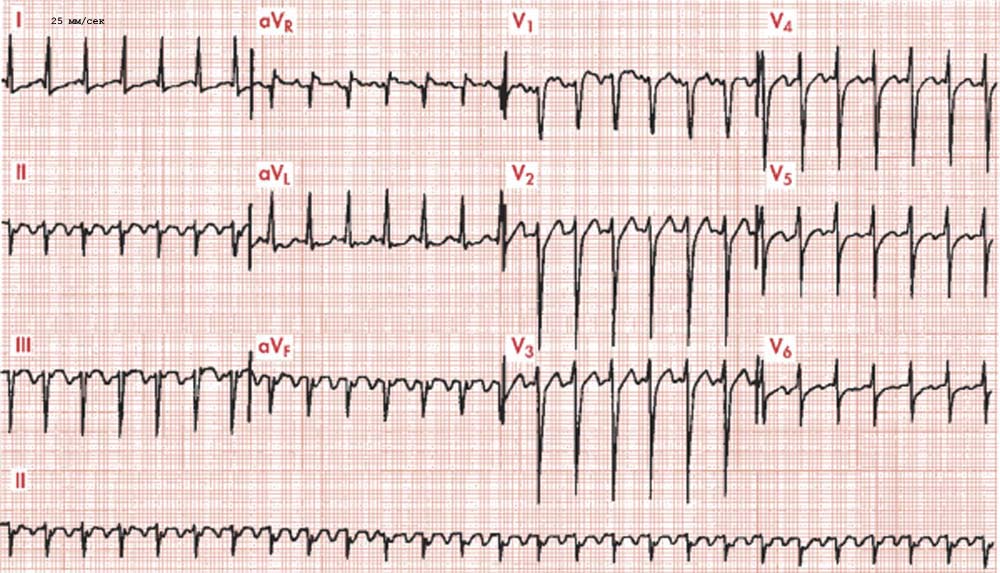 I 25 мм/сек aVR V1 V4
II aVL V2 V5
III aVF V3 V6
II